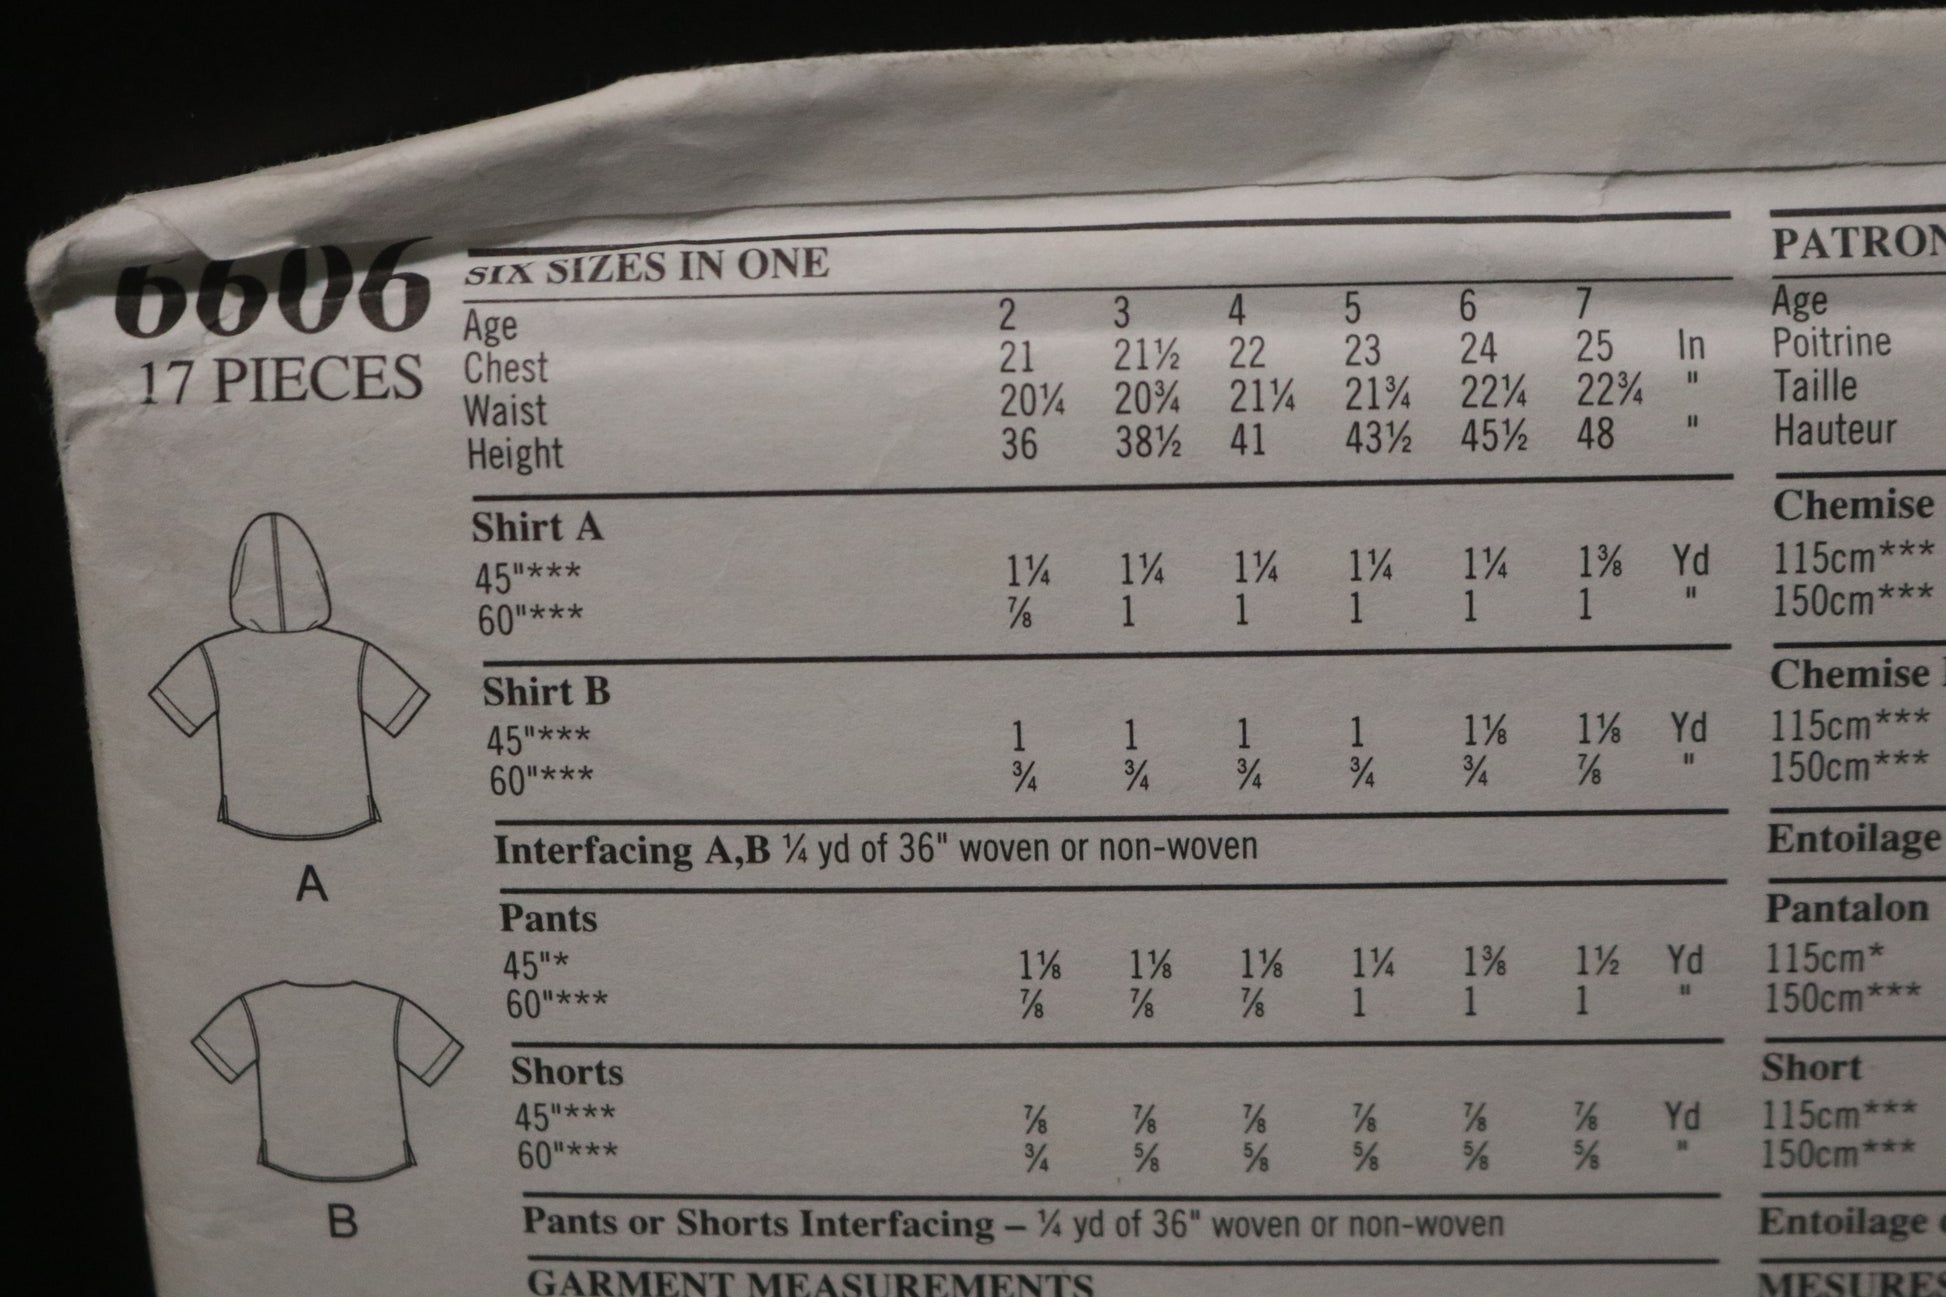 6606
17 PIECES
A
B
SIX SIZES IN ONE
Age 2 3 4 5 6 7
Chest 21 21½ 22 23 24 25 In
Waist 20¼ 20¾ 21¼ 21¾ 22¼ 22¾ "
Height 36 38½ 41 43½ 45½ 48 "
Shirt A
45"*** 1¼ 1¼ 1¼ 1¼ 1¼ 1⅜ Yd
60"*** ⅞ 1 1 1 1 1 "
Shirt B
45"*** 1 1 1 1 1⅛ 1⅛ Yd
60"*** ¾ ¾ ¾ ¾ ¾ ⅞ "
Interfacing A,B ¼ yd of 36" woven or non-woven
Pants
45"* 1⅛ 1⅛ 1⅛ 1¼ 1⅜ 1½ Yd
60"*** ⅞ ⅞ ⅞ 1 1 1 "
Shorts
45"*** ⅞ ⅞ ⅞ ⅞ ⅞ ⅞ Yd
60"*** ¾ ⅝ ⅝ ⅝ ⅝ ⅝ "
Pants or Shorts Interfacing – ¼ yd of 36" woven or non-woven
GARMENT MEASUREMENTS
PATRON
Age
Poitrine
Taille
Hauteur
Chemise
115cm***
150cm***
Chemise
115cm***
150cm***
Entoilage
Pantalon
115cm*
150cm***
Short
115cm***
150cm***
Entoilage
MESURES